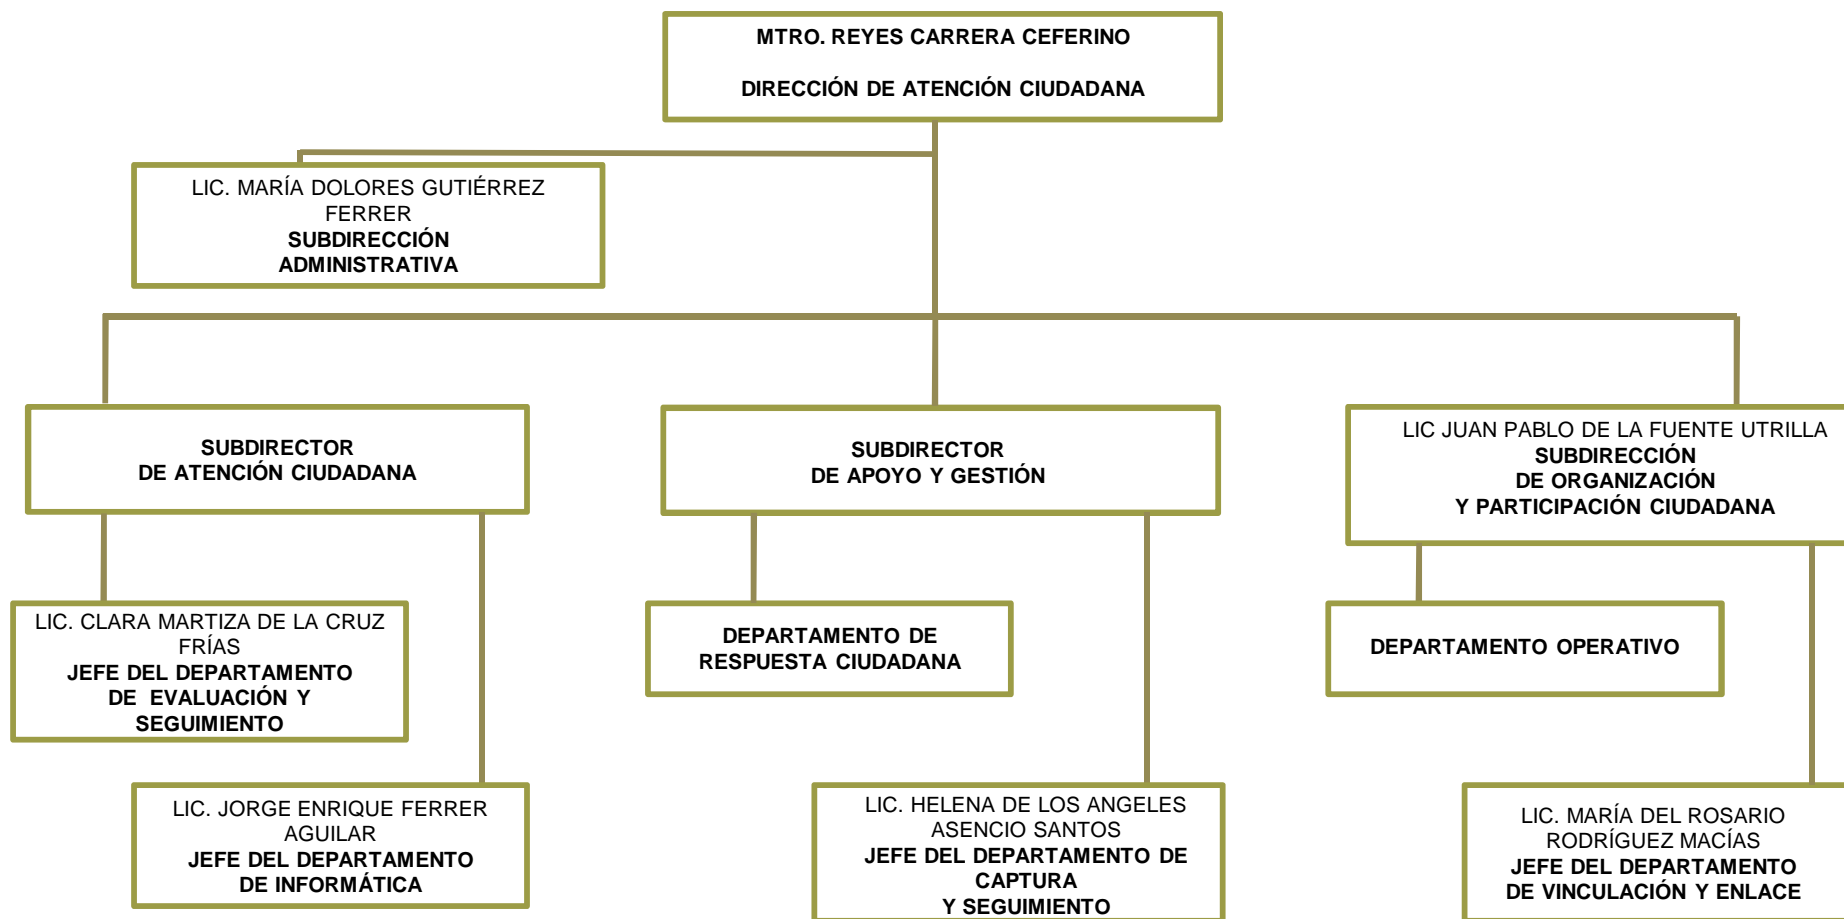 MTRO. REYES CARRERA CEFERINO
DIRECCIÓN DE ATENCIÓN CIUDADANA
LIC. MARÍA DOLORES GUTIÉRREZ
FERRER
SUBDIRECCIÓN
ADMINISTRATIVA
SUBDIRECTOR
DE ATENCIÓN CIUDADANA
SUBDIRECTOR
DE APOYO Y GESTIÓN
LIC JUAN PABLO DE LA FUENTE UTRILLA
SUBDIRECCIÓN
DE ORGANIZACIÓN
Y PARTICIPACIÓN CIUDADANA
LIC. CLARA MARTIZA DE LA CRUZ
FRÍAS
JEFE DEL DEPARTAMENTO
DE EVALUACIÓN Y
SEGUIMIENTO
DEPARTAMENTO DE
RESPUESTA CIUDADANA
DEPARTAMENTO OPERATIVO
LIC. JORGE ENRIQUE FERRER
AGUILAR
JEFE DEL DEPARTAMENTO
DE INFORMÁTICA
LIC. HELENA DE LOS ANGELES
ASENCIO SANTOS
JEFE DEL DEPARTAMENTO DE
CAPTURA
Y SEGUIMIENTO
LIC. MARÍA DEL ROSARIO
RODRÍGUEZ MACÍAS
JEFE DEL DEPARTAMENTO
DE VINCULACIÓN Y ENLACE